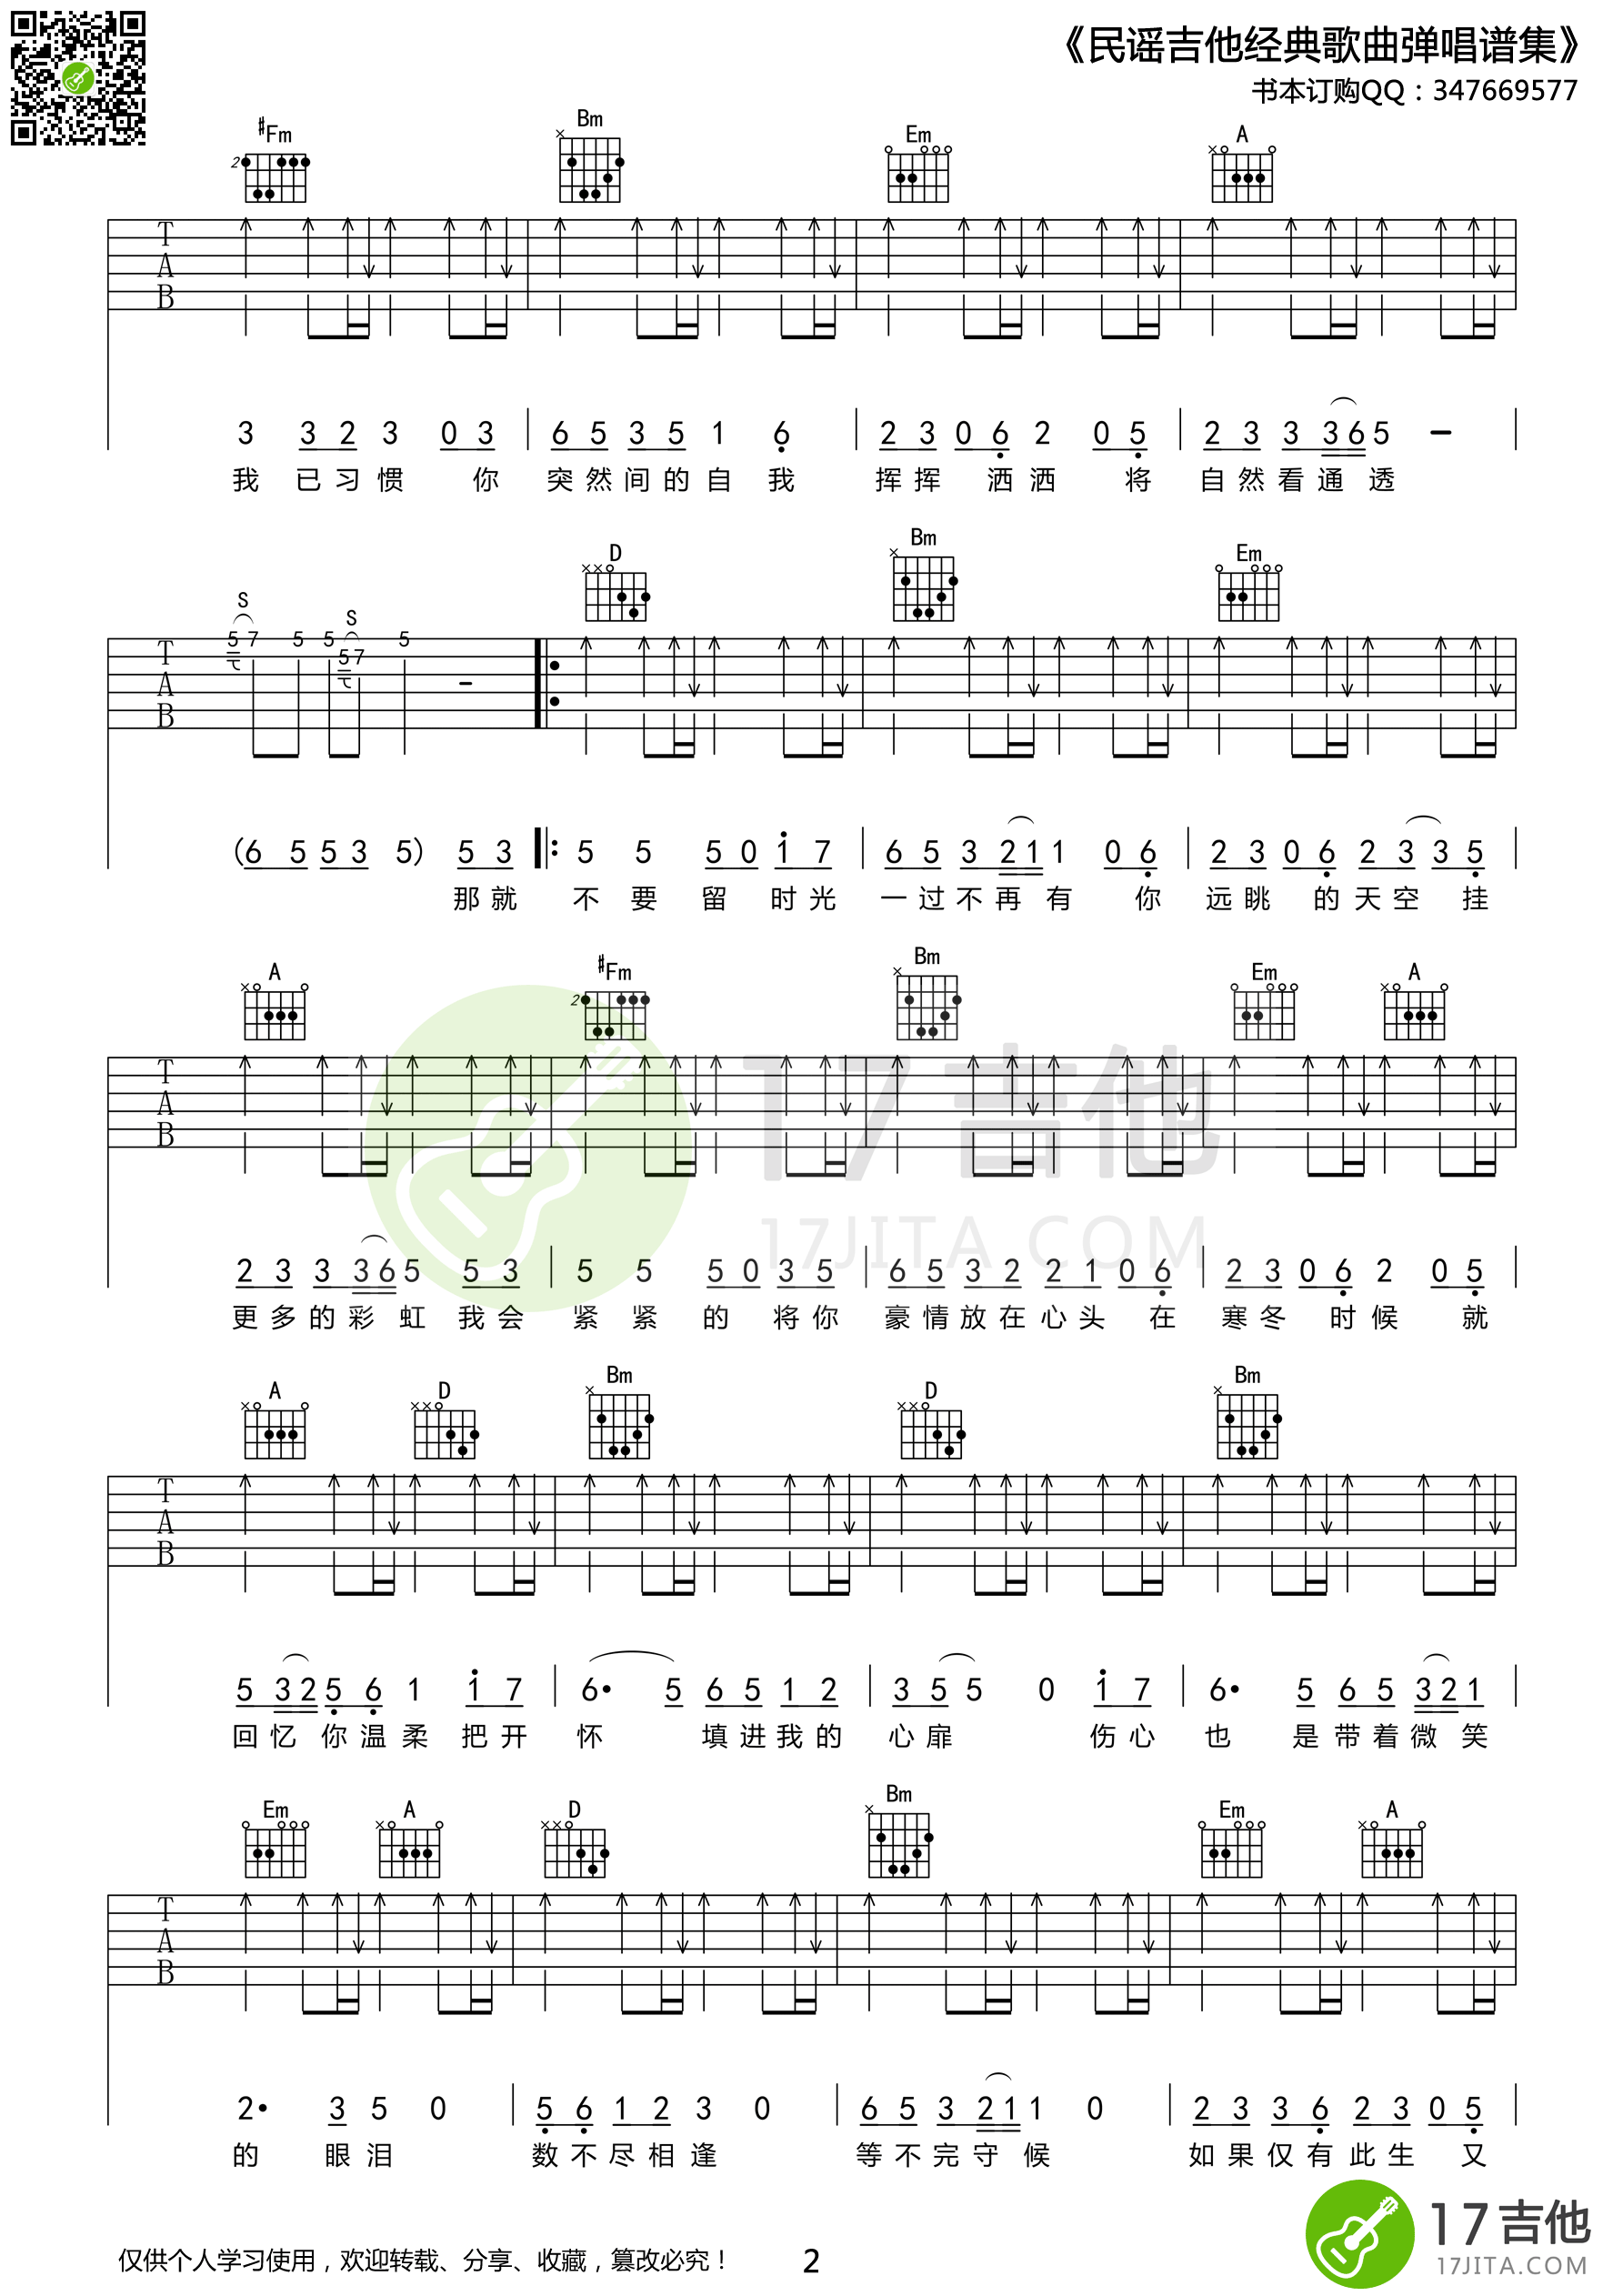 《民谣吉他经典歌曲弹唱谱集》
书本订购QQ：347669577
#Fm Bm Em A
2
T
A
B
3 3 2 3 0 3 | 6 5 3 5 1 6 | 2 3 0 6 2 0 5 | 2 3 3 3 6 5 - |
我 已 习 惯 你 突 然 间 的 自 我 挥 挥 洒 洒 将 自 然 看 通 透
D Bm Em
S S
5 7 5 5 5 7 5 -
T
A
B
(6 5 5 3 5) 5 3 |: 5 5 5 0 1 7 | 6 5 3 2 1 1 0 6 | 2 3 0 6 2 3 3 5 |
那 就 不 要 留 时 光 一 过 不 再 有 你 远 眺 的 天 空 挂
A #Fm Bm Em A
2
T
A
B
17吉他
17JITA.COM
2 3 3 3 6 5 5 3 | 5 5 5 0 3 5 | 6 5 3 2 2 1 0 6 | 2 3 0 6 2 0 5 |
更 多 的 彩 虹 我 会 紧 紧 的 将 你 豪 情 放 在 心 头 在 寒 冬 时 候 就
A D Bm D Bm
T
A
B
5 3 2 5 6 1 1 7 | 6· 5 6 5 1 2 | 3 5 5 0 1 7 | 6· 5 6 5 3 2 1
回 忆 你 温 柔 把 开 怀 填 进 我 的 心 扉 伤 心 也 是 带 着 微 笑
Em A D Bm Em A
T
A
B
2· 3 5 0 | 5 6 1 2 3 0 | 6 5 3 2 1 1 0 | 2 3 3 6 2 3 0 5 |
的 眼 泪 数 不 尽 相 逢 等 不 完 守 候 如 果 仅 有 此 生 又
仅供个人学习使用，欢迎转载、分享、收藏，篡改必究！ 2
17吉他
17JITA.COM